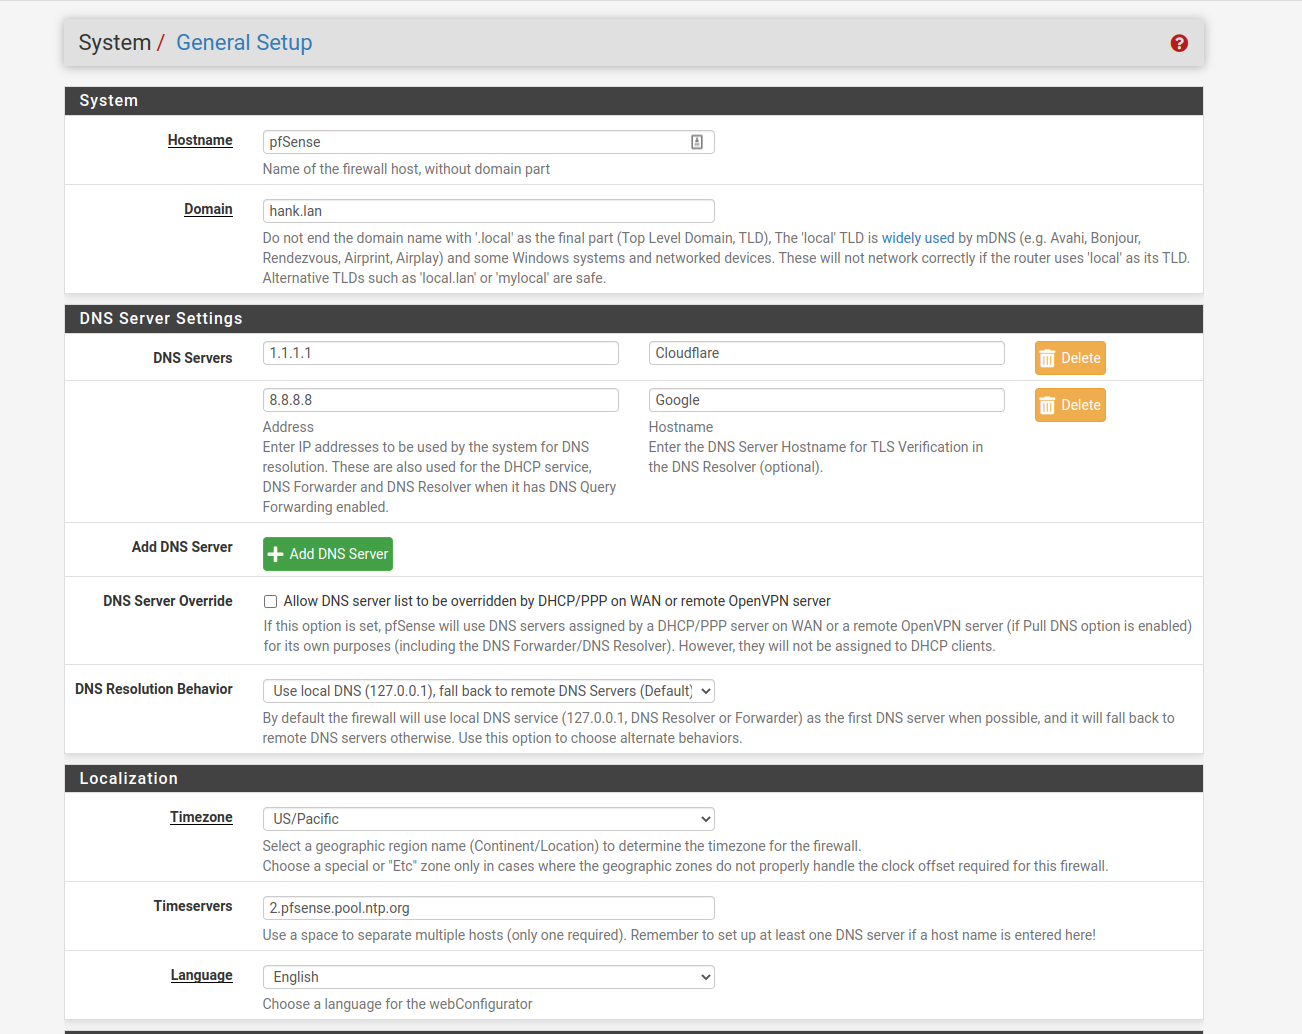 System / General Setup
System
Hostname
pfSense
Name of the firewall host, without domain part
Domain
hank.lan
Do not end the domain name with '.local' as the final part (Top Level Domain, TLD), The 'local' TLD is widely used by mDNS (e.g. Avahi, Bonjour,
Rendezvous, Airprint, Airplay) and some Windows systems and networked devices. These will not network correctly if the router uses 'local' as its TLD.
Alternative TLDs such as 'local.lan' or 'mylocal' are safe.
DNS Server Settings
DNS Servers
1.1.1.1
Cloudflare
Delete
8.8.8.8
Google
Delete
Address
Enter IP addresses to be used by the system for DNS
resolution. These are also used for the DHCP service,
DNS Forwarder and DNS Resolver when it has DNS Query
Forwarding enabled.
Hostname
Enter the DNS Server Hostname for TLS Verification in
the DNS Resolver (optional).
Add DNS Server
Add DNS Server
DNS Server Override
Allow DNS server list to be overridden by DHCP/PPP on WAN or remote OpenVPN server
If this option is set, pfSense will use DNS servers assigned by a DHCP/PPP server on WAN or a remote OpenVPN server (if Pull DNS option is enabled)
for its own purposes (including the DNS Forwarder/DNS Resolver). However, they will not be assigned to DHCP clients.
DNS Resolution Behavior
Use local DNS (127.0.0.1), fall back to remote DNS Servers (Default)
By default the firewall will use local DNS service (127.0.0.1, DNS Resolver or Forwarder) as the first DNS server when possible, and it will fall back to
remote DNS servers otherwise. Use this option to choose alternate behaviors.
Localization
Timezone
US/Pacific
Select a geographic region name (Continent/Location) to determine the timezone for the firewall.
Choose a special or "Etc" zone only in cases where the geographic zones do not properly handle the clock offset required for this firewall.
Timeservers
2.pfsense.pool.ntp.org
Use a space to separate multiple hosts (only one required). Remember to set up at least one DNS server if a host name is entered here!
Language
English
Choose a language for the webConfigurator